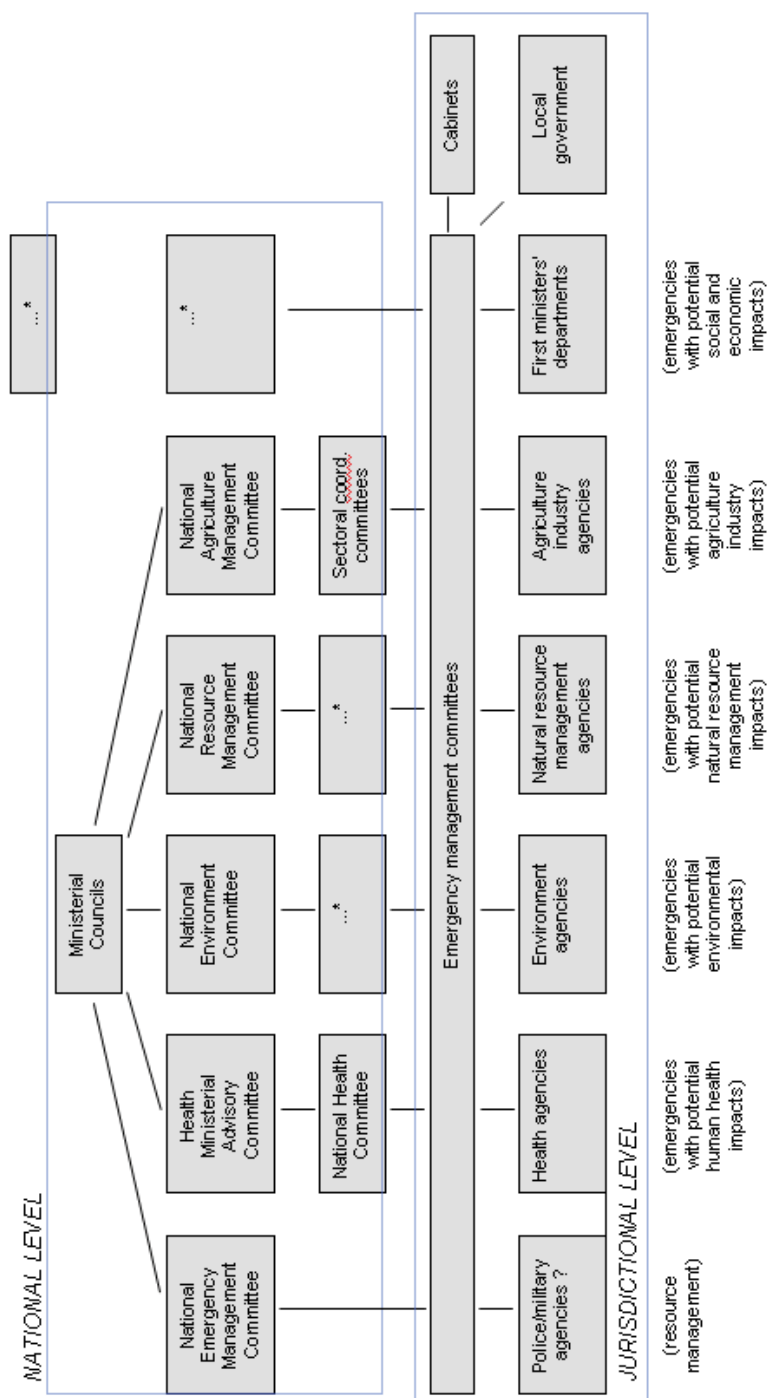 NATIONAL LEVEL
...*
Ministerial
Councils
National
Emergency
Management
Committee
Health
Ministerial
Advisory
Committee
National
Environment
Committee
National
Resource
Management
Committee
National
Agriculture
Management
Committee
...*
National Health
Committee
...*
...*
Sectoral coord.
committees
Emergency management committees
Cabinets
Police/military
agencies ?
Health agencies
Environment
agencies
Natural resource
management
agencies
Agriculture
industry
agencies
First ministers'
departments
Local
government
JURISDICTIONAL LEVEL
(resource
management)
(emergencies
with potential
human health
impacts)
(emergencies
with potential
environmental
impacts)
(emergencies
with potential
natural resource
management
impacts)
(emergencies
with potential
agriculture
industry
impacts)
(emergencies
with potential
social and
economic
impacts)